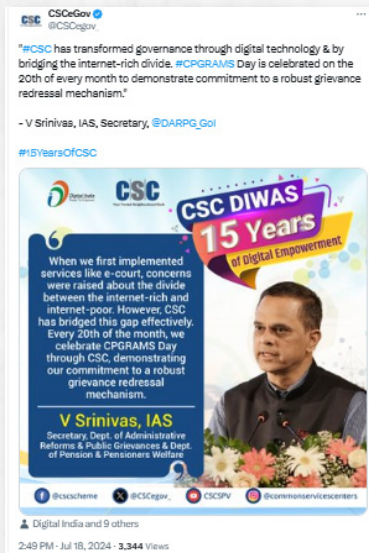 CSCeGov
@CSCegov_
"#CSC has transformed governance through digital technology & by
bridging the internet-rich divide. #CPGRAMS Day is celebrated on the
20th of every month to demonstrate commitment to a robust grievance
redressal mechanism."
- V Srinivas, IAS, Secretary, @DARPG_GoI
#15YearsOfCSC
Digital India
CSC
CSC DIWAS
15 Years
of Digital Empowerment
When we first implemented
services like e-court, concerns
were raised about the divide
between the internet-rich and
internet-poor. However, CSC
has bridged this gap effectively.
Every 20th of the month, we
celebrate CPGRAMS Day
through CSC, demonstrating
our commitment to a robust
grievance redressal
mechanism.
V Srinivas, IAS
Secretary, Dept. of Administrative
Reforms & Public Grievances & Dept.
of Pension & Pensioners Welfare
@cscscheme @CSCegov_ CSCSPV @commonservicescenters
Digital India and 9 others
2:49 PM · Jul 18, 2024 · 3,344 Views